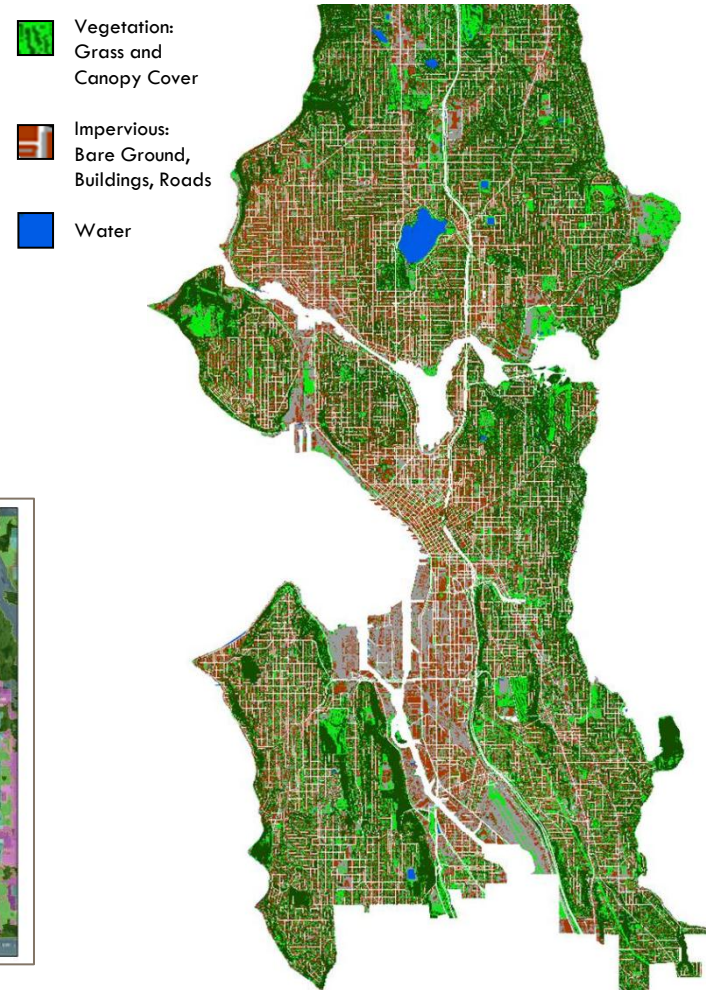 Vegetation:
Grass and
Canopy Cover
Impervious:
Bare Ground,
Buildings, Roads
Water